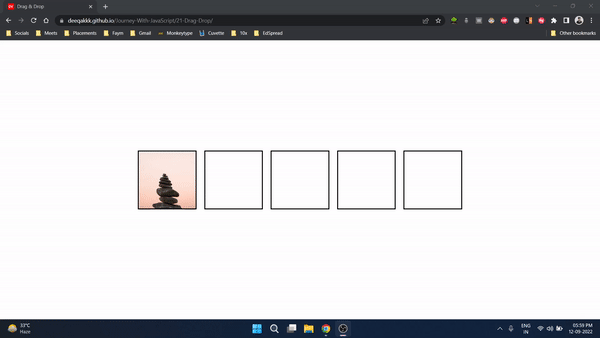 Drag & Drop
deeqakkk.github.io/Journey-With-JavaScript/21-Drag-Drop/
Socials Meets Placements Faym Gmail Monkeytype Cuvette 10x EdSpread Other bookmarks
33°C
Haze
ENG
IN
05:59 PM
12-09-2022